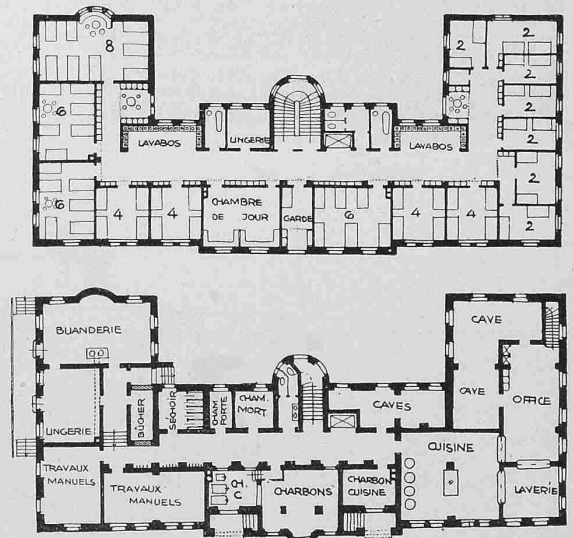 8
2
2
2
2
2
2
2
6
6
LINGERIE
LAVABOS
LAVABOS
4
4
CHAMBRE
DE JOUR
GARDE
6
4
4
BUANDERIE
LINGERIE
BÛCHER
SECHOIR
CHAM.
PORTE
CHAM.
MORT
CAVES
CAVE
CAVE
OFFICE
TRAVAUX
MANUELS
TRAVAUX
MANUELS
CH.
C
CHARBONS
CHARBON
CUISINE
CUISINE
LAVERIE